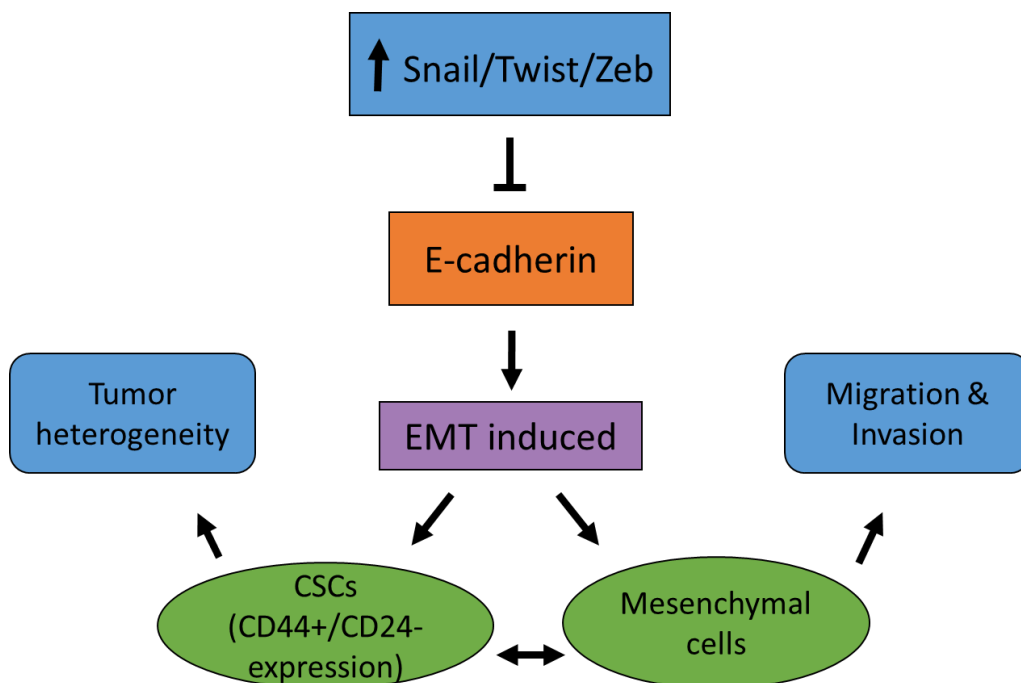 Snail/Twist/Zeb
E-cadherin
Tumor
heterogeneity
EMT induced
Migration &
Invasion
CSCs
(CD44+/CD24-
expression)
Mesenchymal
cells